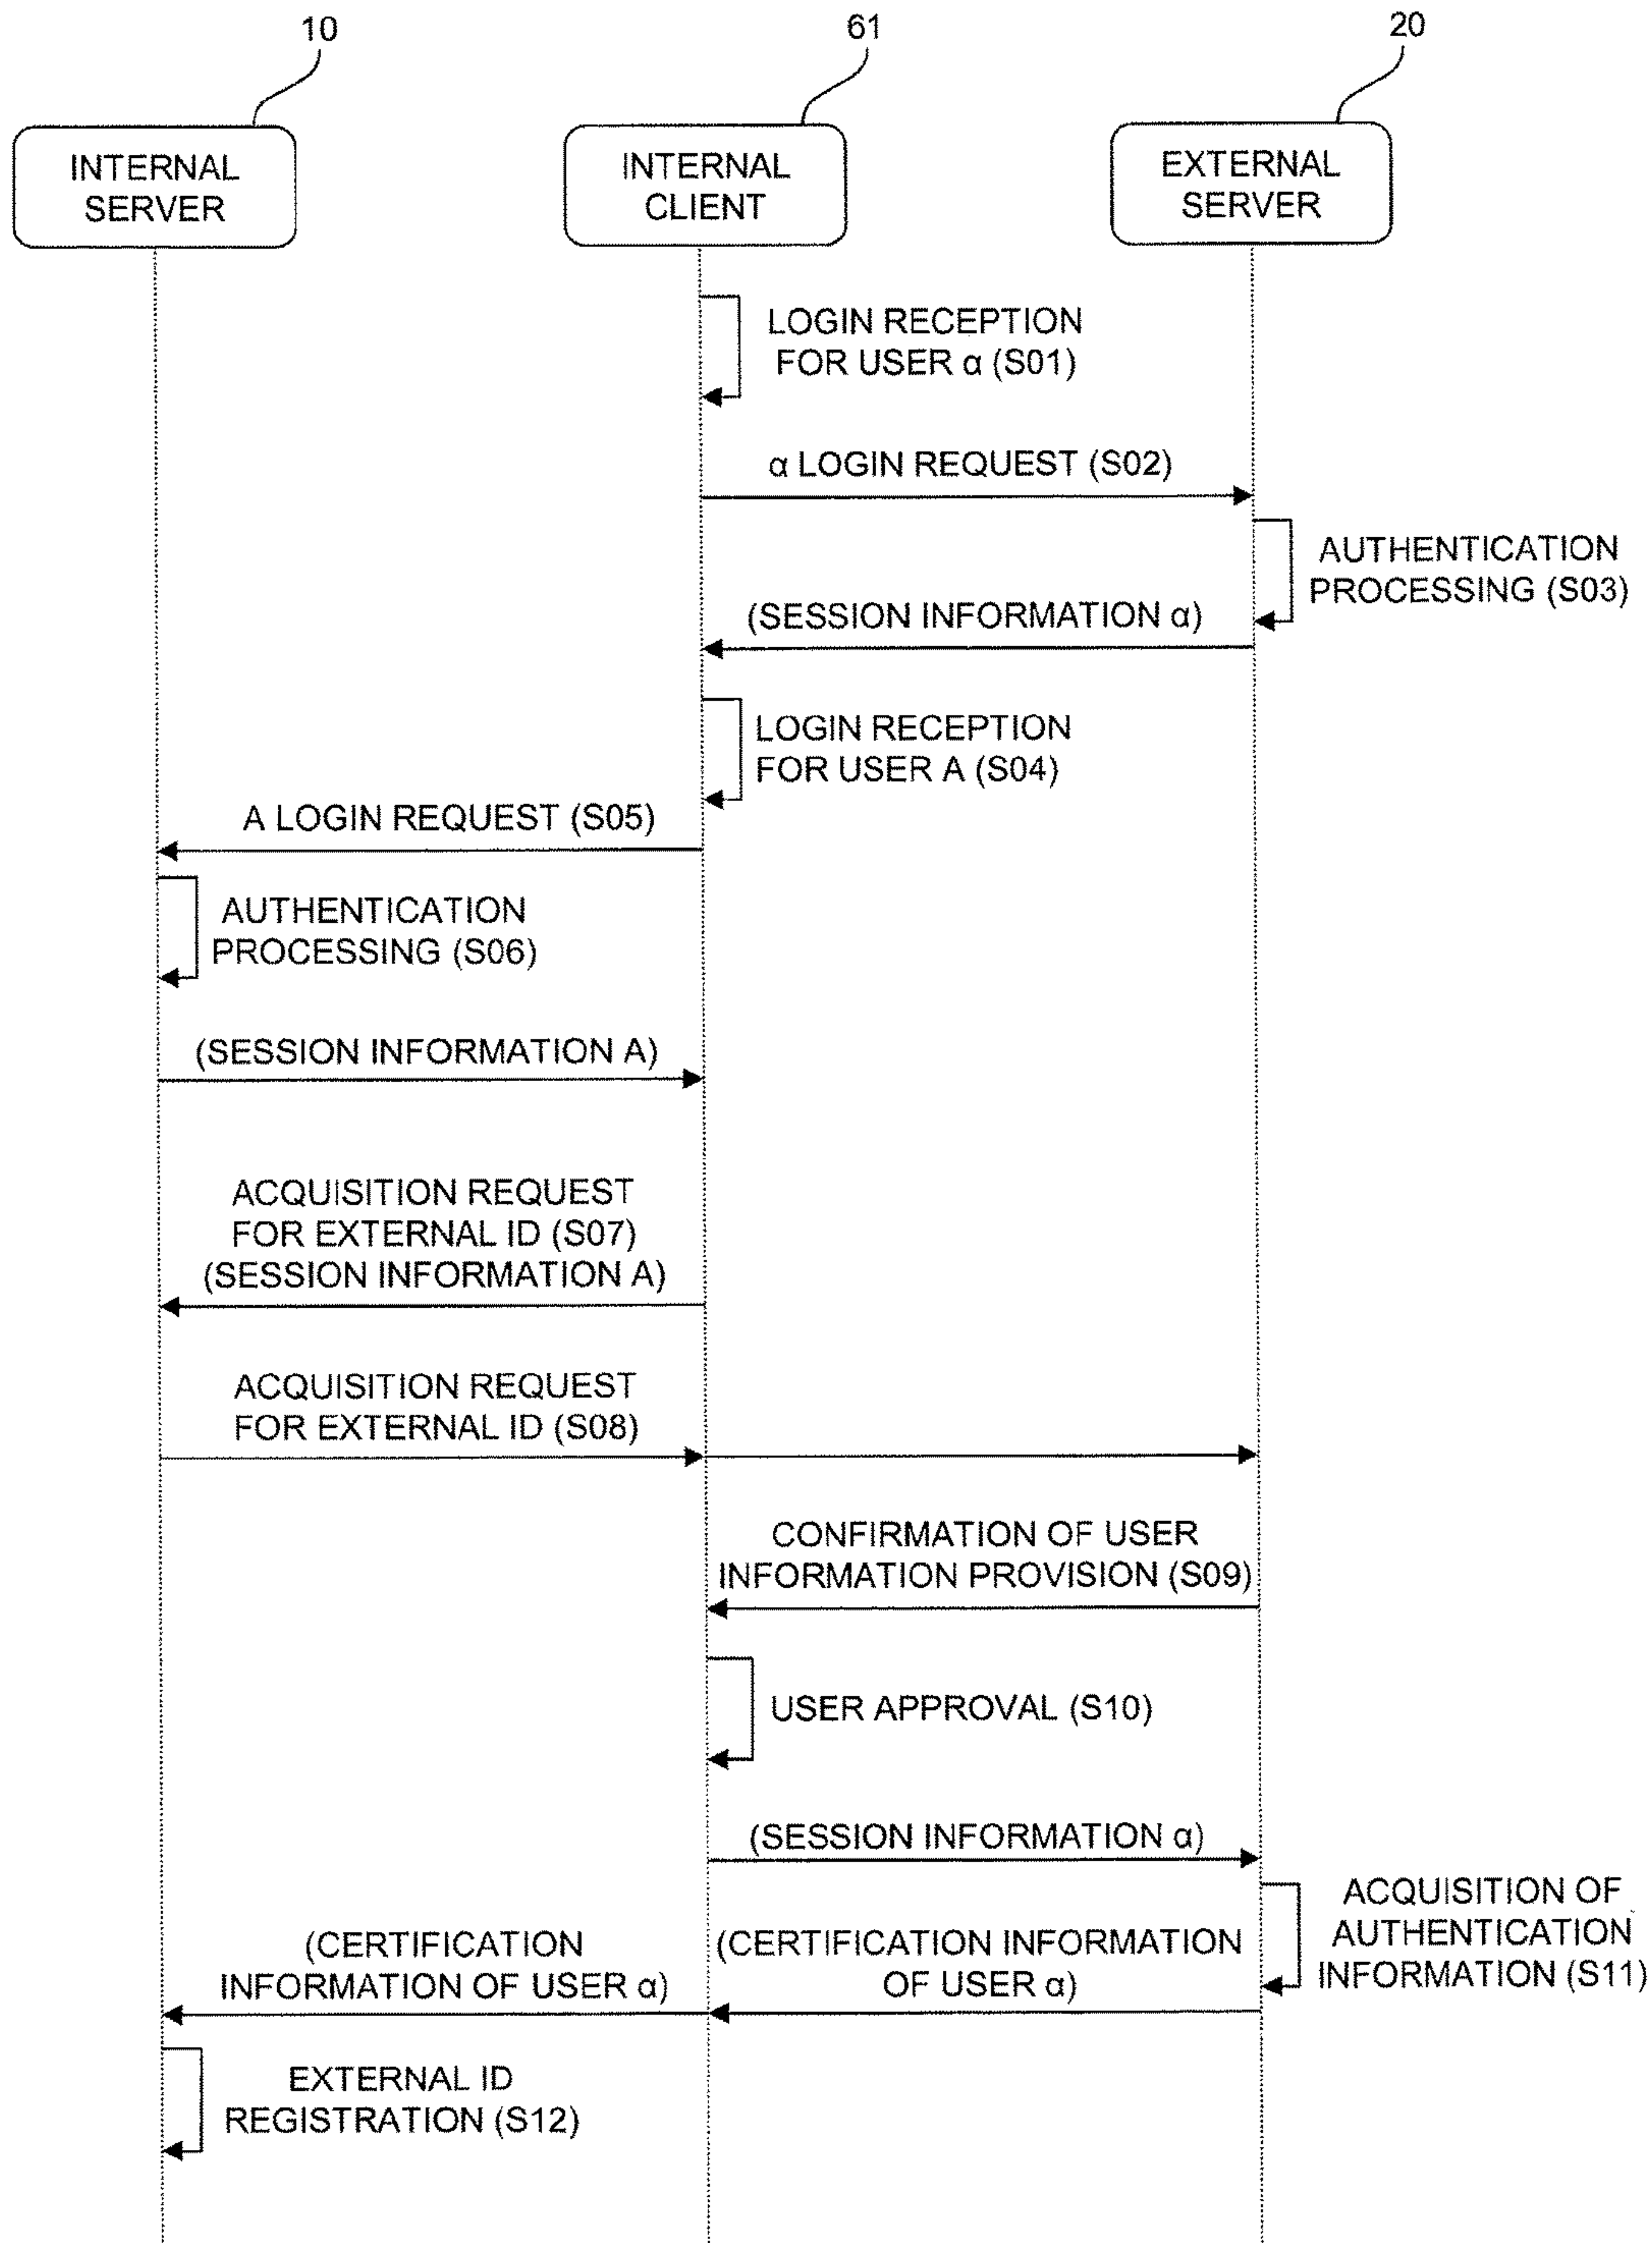 10
61
20
INTERNAL
SERVER
INTERNAL
CLIENT
EXTERNAL
SERVER
LOGIN RECEPTION
FOR USER α (S01)
α LOGIN REQUEST (S02)
AUTHENTICATION
PROCESSING (S03)
(SESSION INFORMATION α)
LOGIN RECEPTION
FOR USER A (S04)
A LOGIN REQUEST (S05)
AUTHENTICATION
PROCESSING (S06)
(SESSION INFORMATION A)
ACQUISITION REQUEST
FOR EXTERNAL ID (S07)
(SESSION INFORMATION A)
ACQUISITION REQUEST
FOR EXTERNAL ID (S08)
CONFIRMATION OF USER
INFORMATION PROVISION (S09)
USER APPROVAL (S10)
(SESSION INFORMATION α)
ACQUISITION OF
AUTHENTICATION
INFORMATION (S11)
(CERTIFICATION
INFORMATION OF USER α)
(CERTIFICATION INFORMATION
OF USER α)
EXTERNAL ID
REGISTRATION (S12)